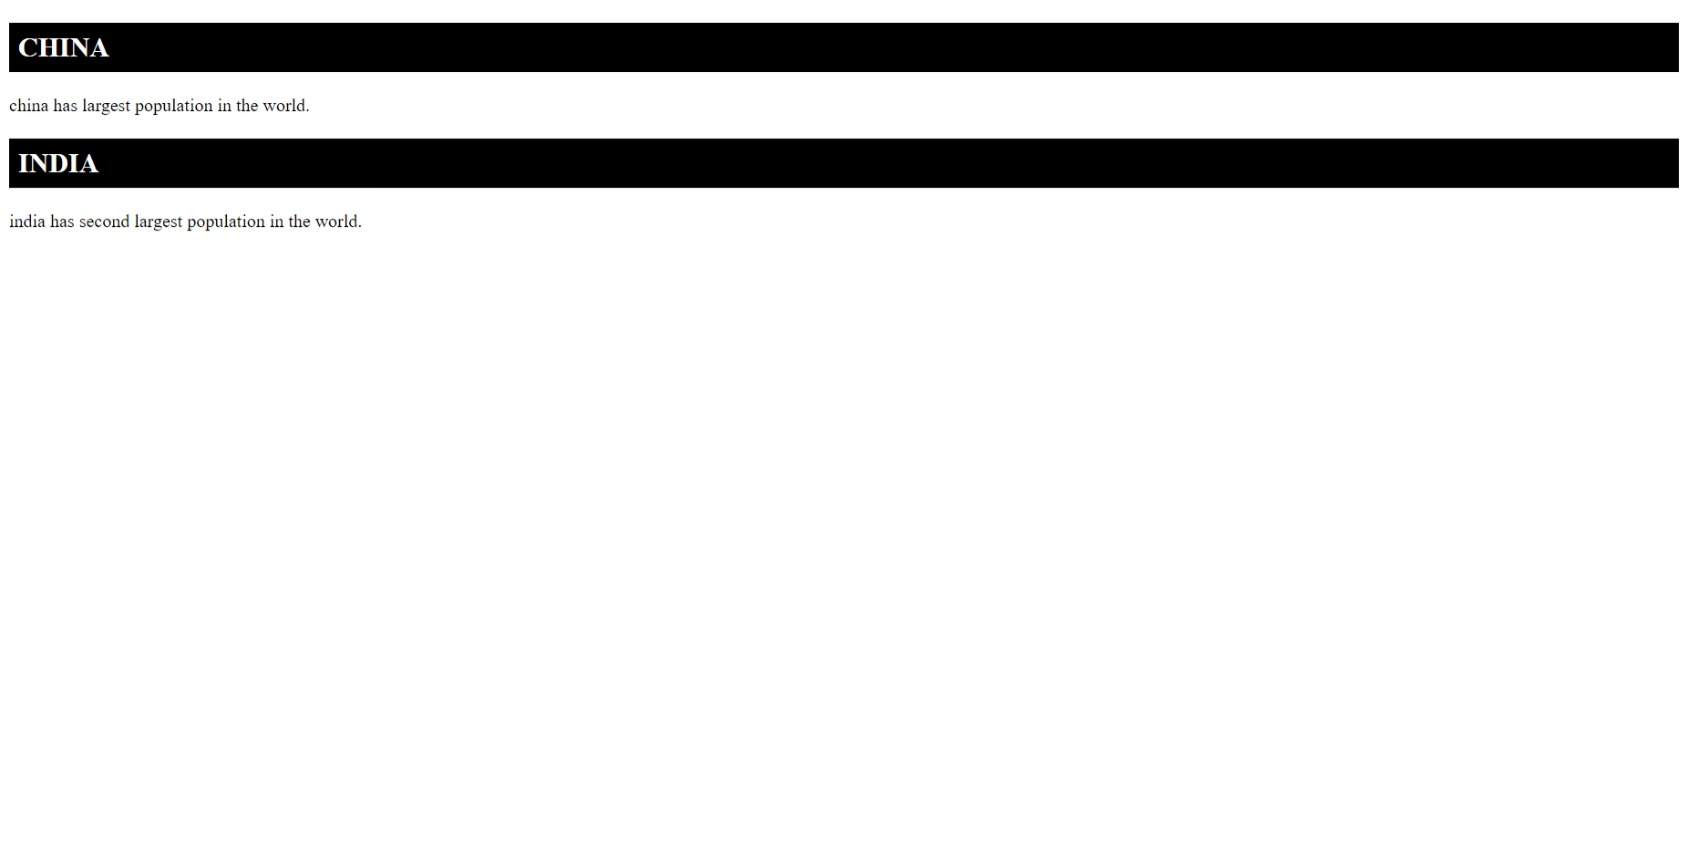 CHINA
china has largest population in the world.
INDIA
india has second largest population in the world.